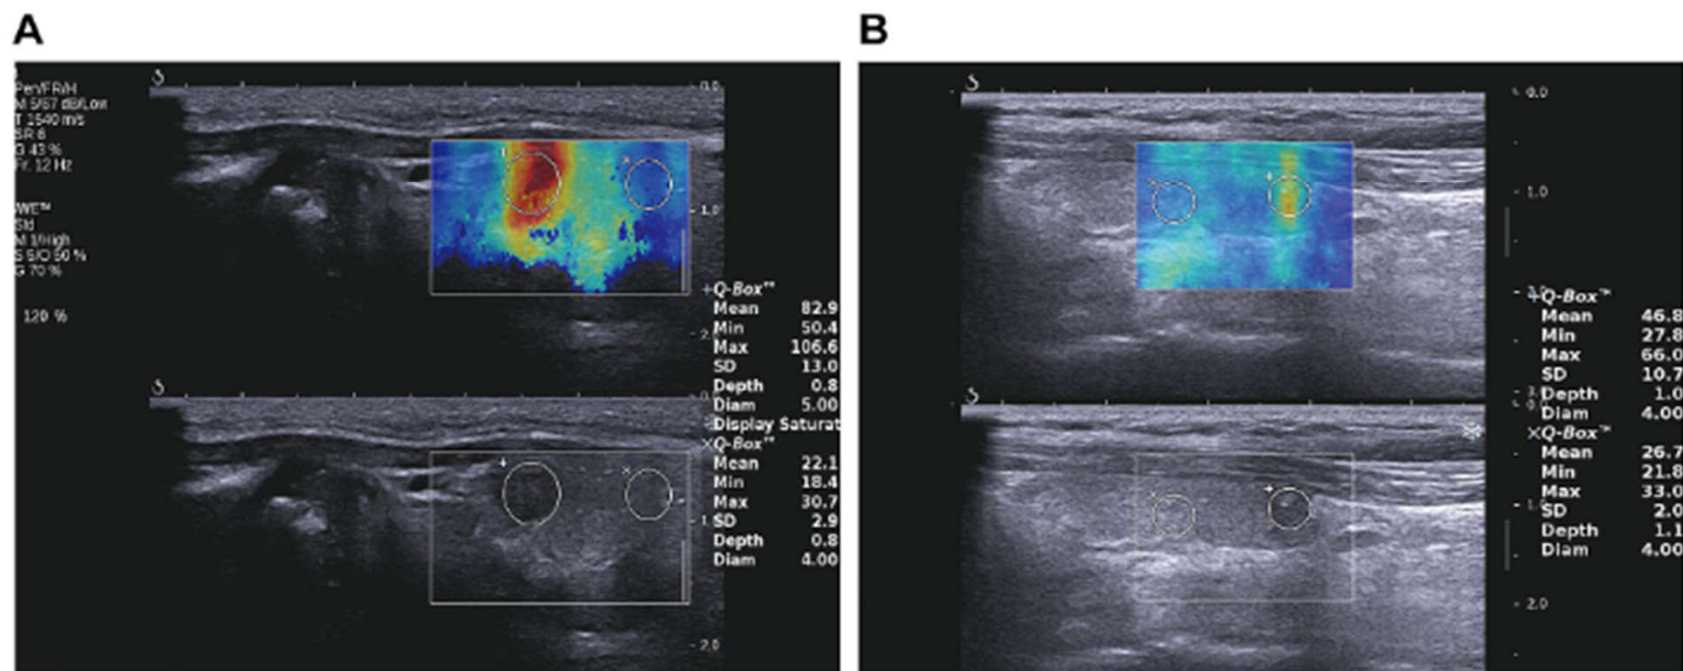 A
B
Pen/FR/H
M 5/67 dB/Low
T 1540 m/s
SR 6
G 43 %
Fr. 12 Hz
WE™
Std
M 1/High
S S/O 50 %
G 70 %
120 %
0.0
1.0
+Q-Box™
Mean 82.9
Min 50.4
Max 106.6
SD 13.0
Depth 0.8
Diam 5.00
Display Saturat
×Q-Box™
Mean 22.1
Min 18.4
Max 30.7
SD 2.9
Depth 0.8
Diam 4.00
2.0
0.0
1.0
+Q-Box™
Mean 46.8
Min 27.8
Max 66.0
SD 10.7
Depth 1.0
Diam 4.00
×Q-Box™
Mean 26.7
Min 21.8
Max 33.0
SD 2.0
Depth 1.1
Diam 4.00
2.0